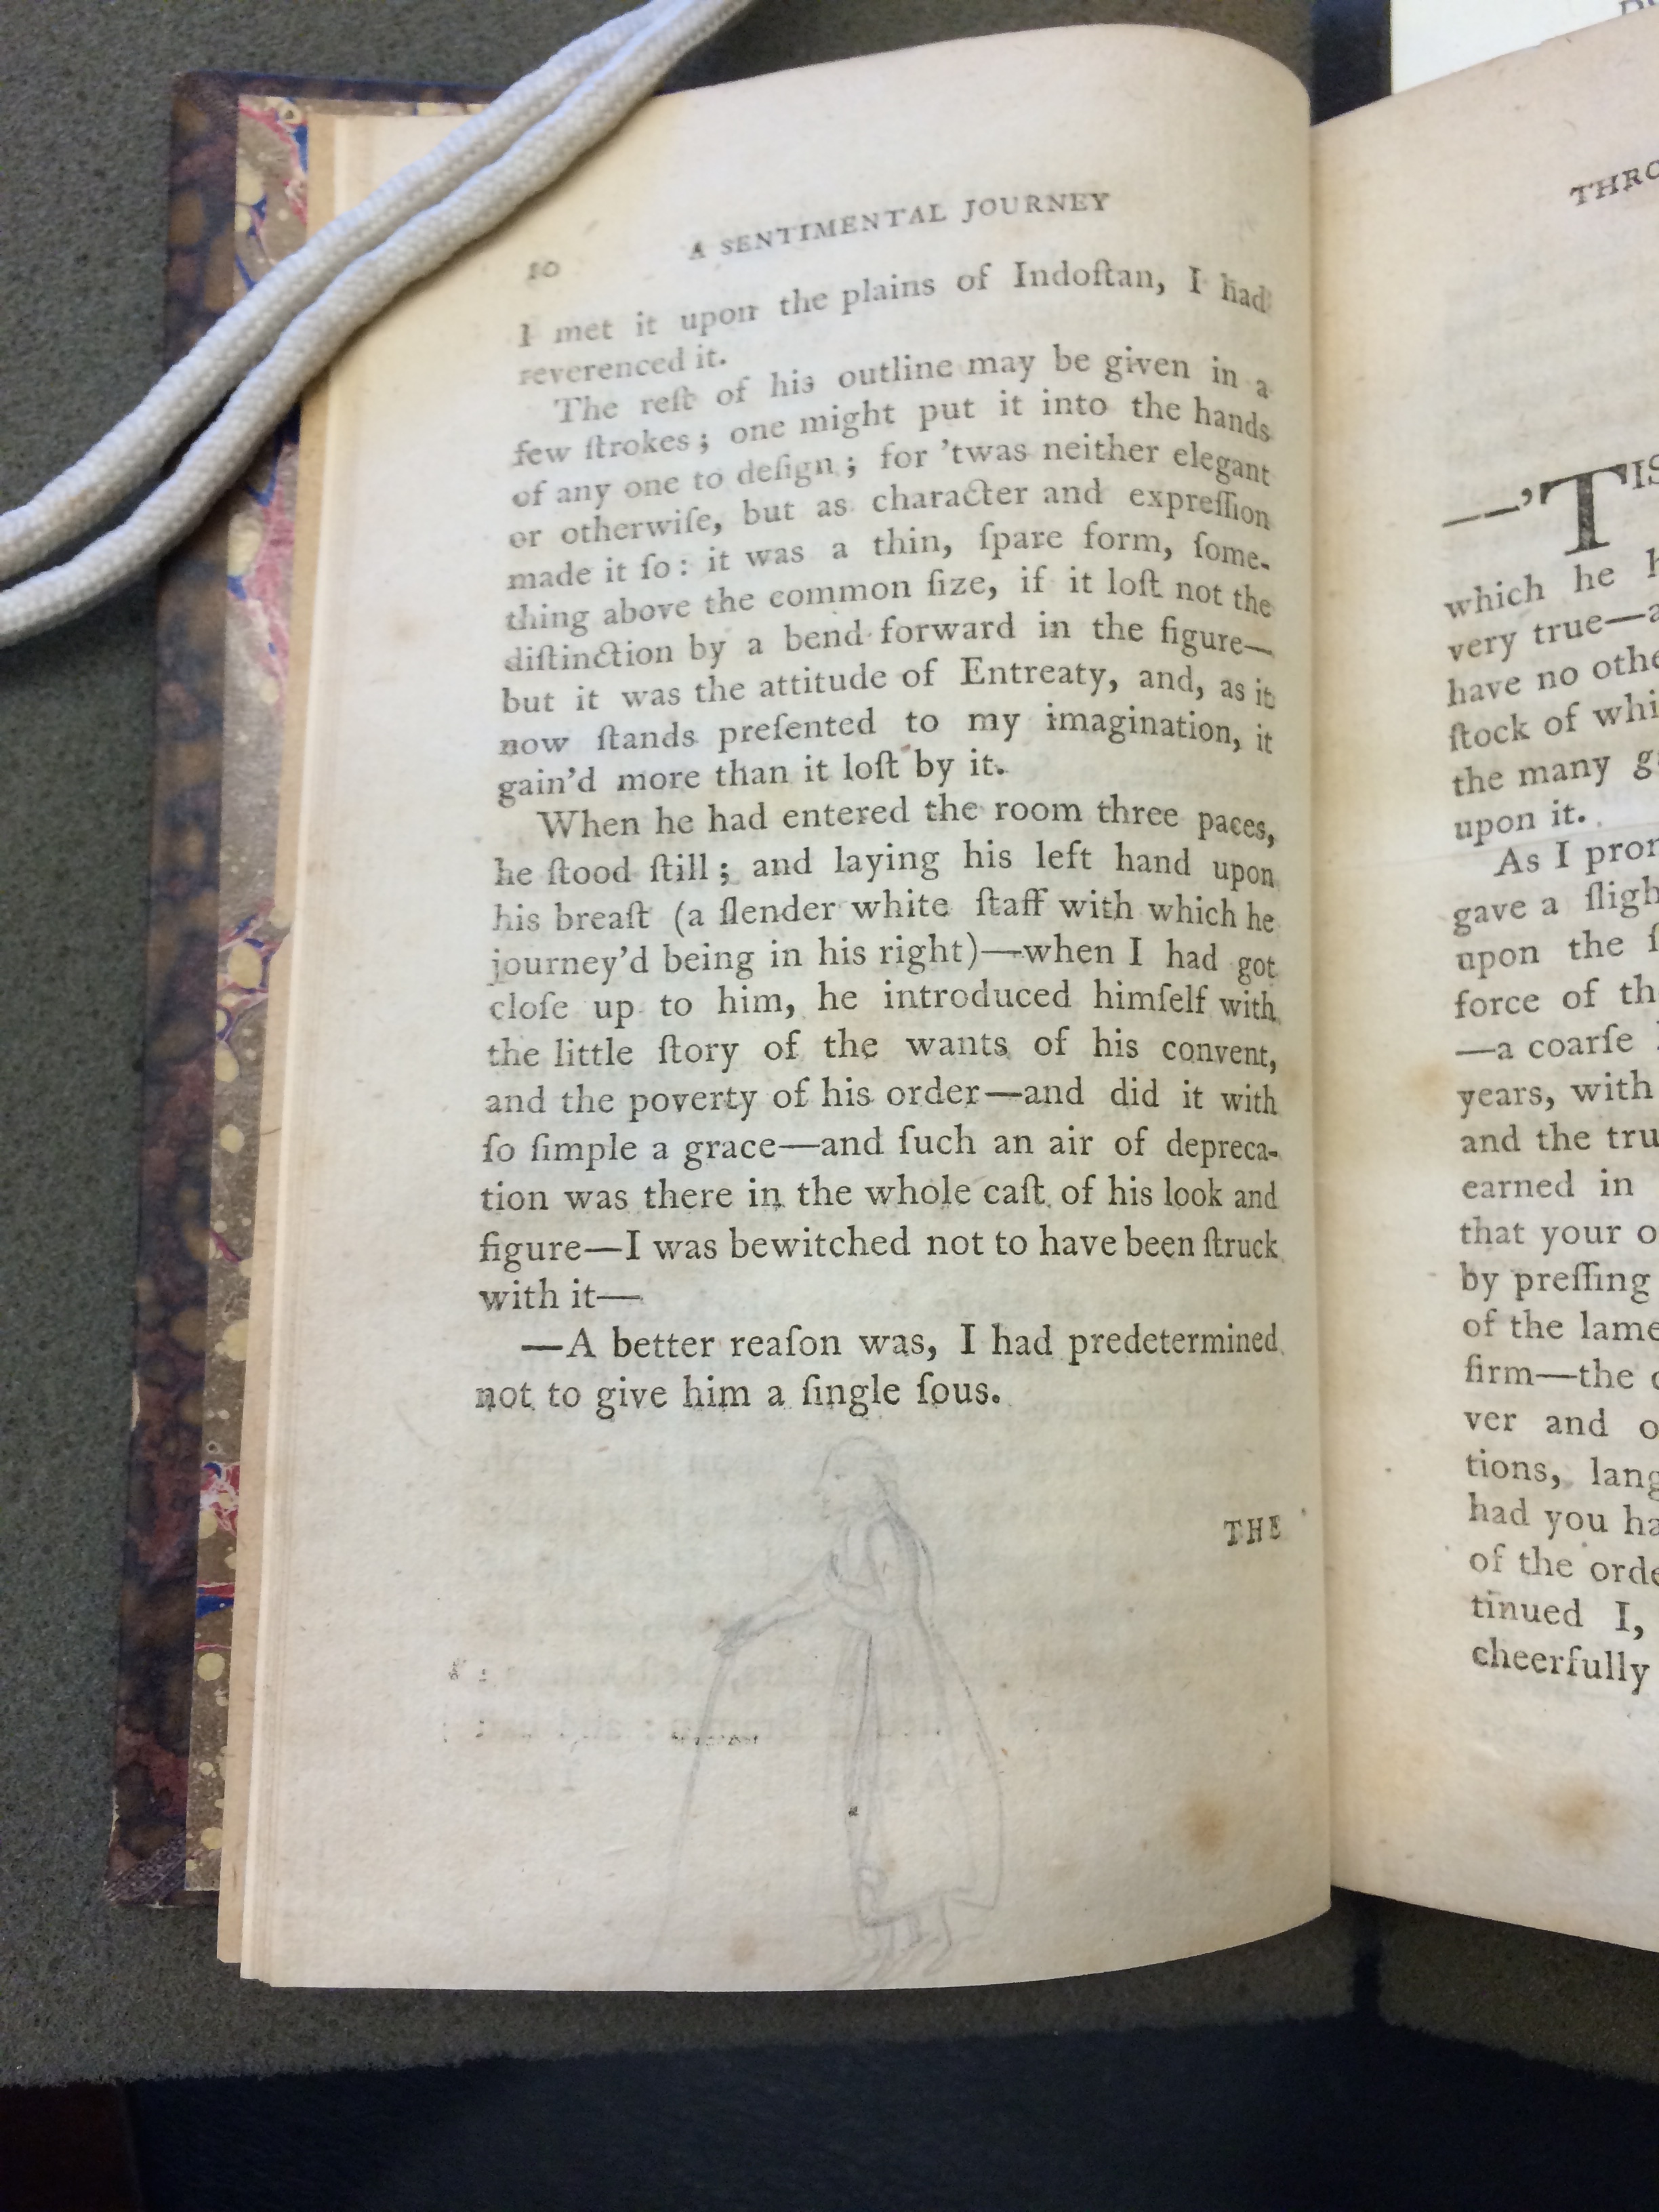 A SENTIMENTAL JOURNEY
10
I met it upon the plains of Indoſtan, I had
reverenced it.
The reſt of his outline may be given in a
few ſtrokes; one might put it into the hands
of any one to deſign; for 'twas neither elegant
or otherwiſe, but as character and expreſſion
made it ſo: it was a thin, ſpare form, ſome-
thing above the common ſize, if it loſt not the
diſtinction by a bend forward in the figure—
but it was the attitude of Entreaty, and, as it
now ſtands preſented to my imagination, it
gain'd more than it loſt by it.
When he had entered the room three paces,
he ſtood ſtill; and laying his left hand upon
his breaſt (a ſlender white ſtaff with which he
journey'd being in his right)—when I had got
cloſe up to him, he introduced himſelf with
the little ſtory of the wants of his convent,
and the poverty of his order—and did it with
ſo ſimple a grace—and ſuch an air of depreca-
tion was there in the whole caſt of his look and
figure—I was bewitched not to have been ſtruck
with it—
—A better reaſon was, I had predetermined
not to give him a ſingle ſous.
THE
THRO
—'TIS
which he h
very true—a
have no othe
ſtock of whi
the many g
upon it.
As I pron
gave a ſligh
upon the ſ
force of th
—a coarſe
years, with
and the tru
earned in
that your o
by preſſing
of the lame
firm—the
ver and o
tions, lang
had you ha
of the orde
tinued I,
cheerfully